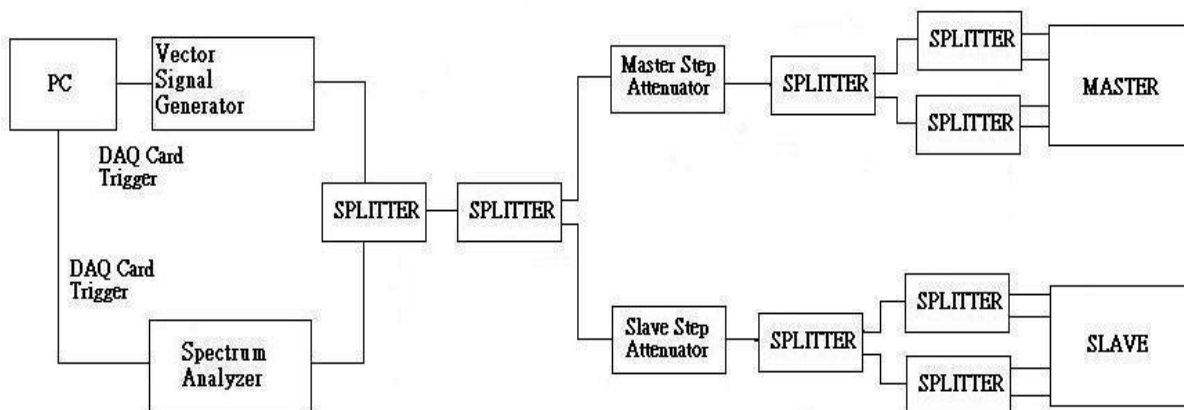 PC
Vector
Signal
Generator
DAQ Card
Trigger
DAQ Card
Trigger
Spectrum
Analyzer
SPLITTER
SPLITTER
Master Step
Attenuator
SPLITTER
SPLITTER
SPLITTER
MASTER
Slave Step
Attenuator
SPLITTER
SPLITTER
SPLITTER
SLAVE